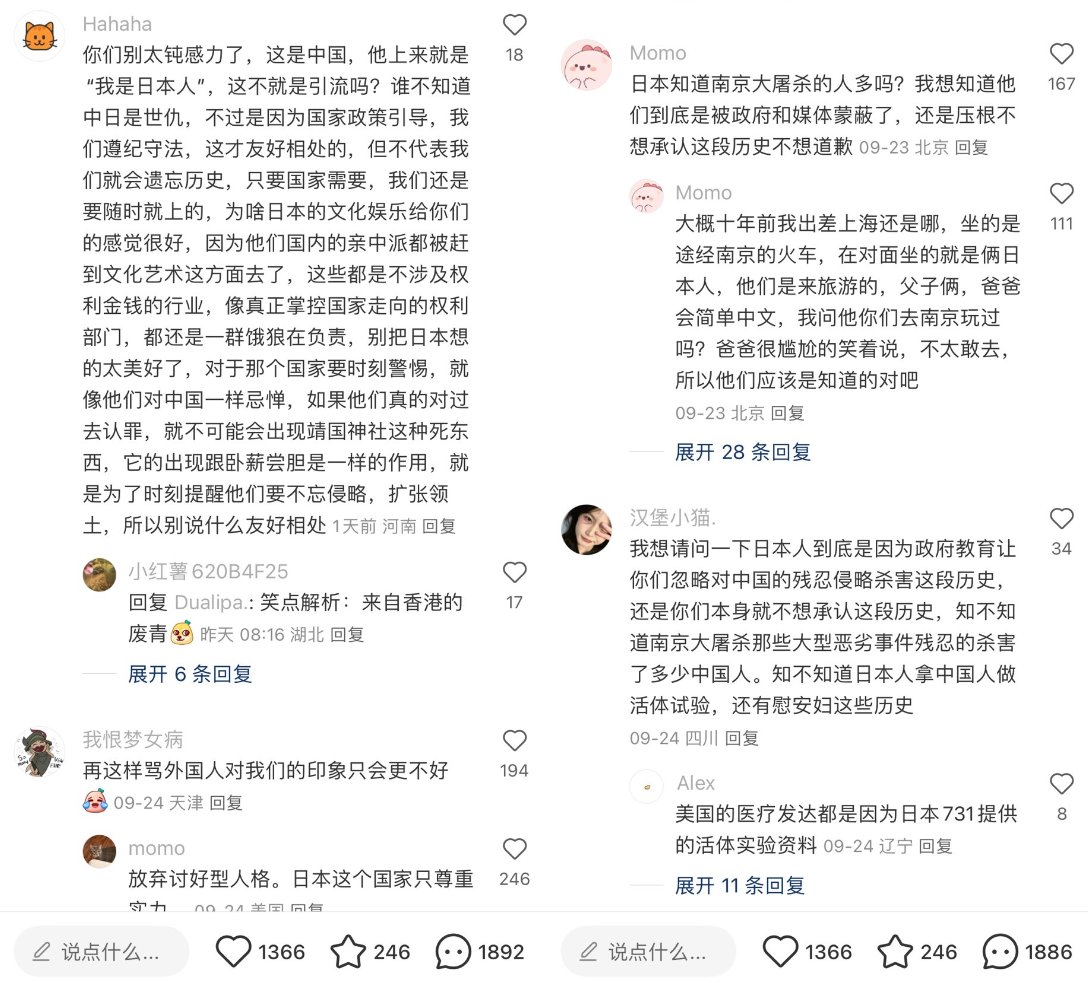 Hahaha
18
你们别太钝感力了，这是中国，他上来就是
“我是日本人”，这不就是引流吗？谁不知道
中日是世仇，不过是因为国家政策引导，我
们遵纪守法，这才友好相处的，但不代表我
们就会遗忘历史，只要国家需要，我们还是
要随时就上的，为啥日本的文化娱乐给你们
的感觉很好，因为他们国内的亲中派都被赶
到文化艺术这方面去了，这些都是不涉及权
利金钱的行业，像真正掌控国家走向的权利
部门，都还是一群饿狼在负责，别把日本想
的太美好了，对于那个国家要时刻警惕，就
像他们对中国一样忌惮，如果他们真的对过
去认罪，就不可能会出现靖国神社这种死东
西，它的出现跟卧薪尝胆是一样的作用，就
是为了时刻提醒他们要不忘侵略，扩张领
土，所以别说什么友好相处 1天前 河南 回复
小红薯620B4F25
17
回复 Dualipa.: 笑点解析：来自香港的
废青 昨天 08:16 湖北 回复
展开 6 条回复
我恨梦女病
194
再这样骂外国人对我们的印象只会更不好
09-24 天津 回复
momo
246
放弃讨好型人格。日本这个国家只尊重
实力 09-24 美国 回复
说点什么...
1366
246
1892
Momo
167
日本知道南京大屠杀的人多吗？我想知道他
们到底是被政府和媒体蒙蔽了，还是压根不
想承认这段历史不想道歉 09-23 北京 回复
Momo
111
大概十年前我出差上海还是哪，坐的是
途经南京的火车，在对面坐的就是俩日
本人，他们是来旅游的，父子俩，爸爸
会简单中文，我问他你们去南京玩过
吗？爸爸很尴尬的笑着说，不太敢去，
所以他们应该是知道的对吧
09-23 北京 回复
展开 28 条回复
汉堡小猫.
34
我想请问一下日本人到底是因为政府教育让
你们忽略对中国的残忍侵略杀害这段历史，
还是你们本身就不想承认这段历史，知不知
道南京大屠杀那些大型恶劣事件残忍的杀害
了多少中国人。知不知道日本人拿中国人做
活体试验，还有慰安妇这些历史
09-24 四川 回复
Alex
8
美国的医疗发达都是因为日本731提供
的活体实验资料 09-24 辽宁 回复
展开 11 条回复
说点什么...
1366
246
1886